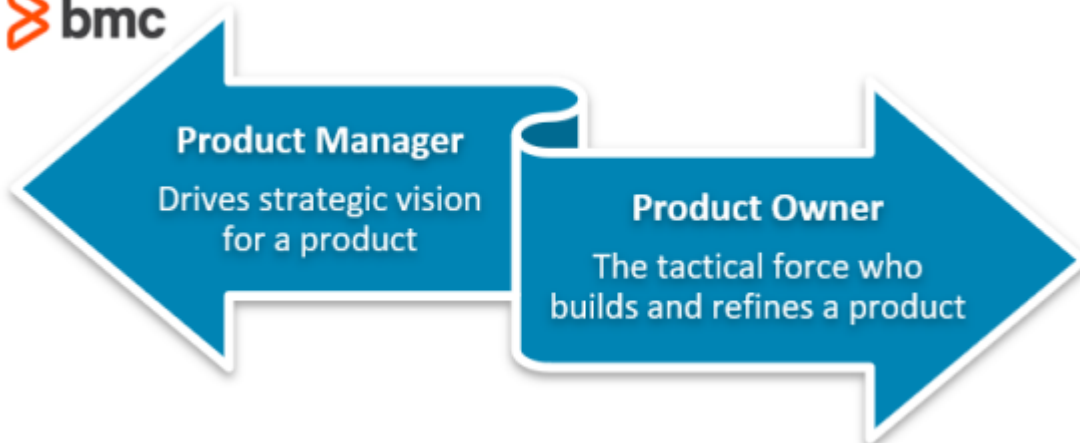 bmc
Product Manager
Drives strategic vision
for a product
Product Owner
The tactical force who
builds and refines a product